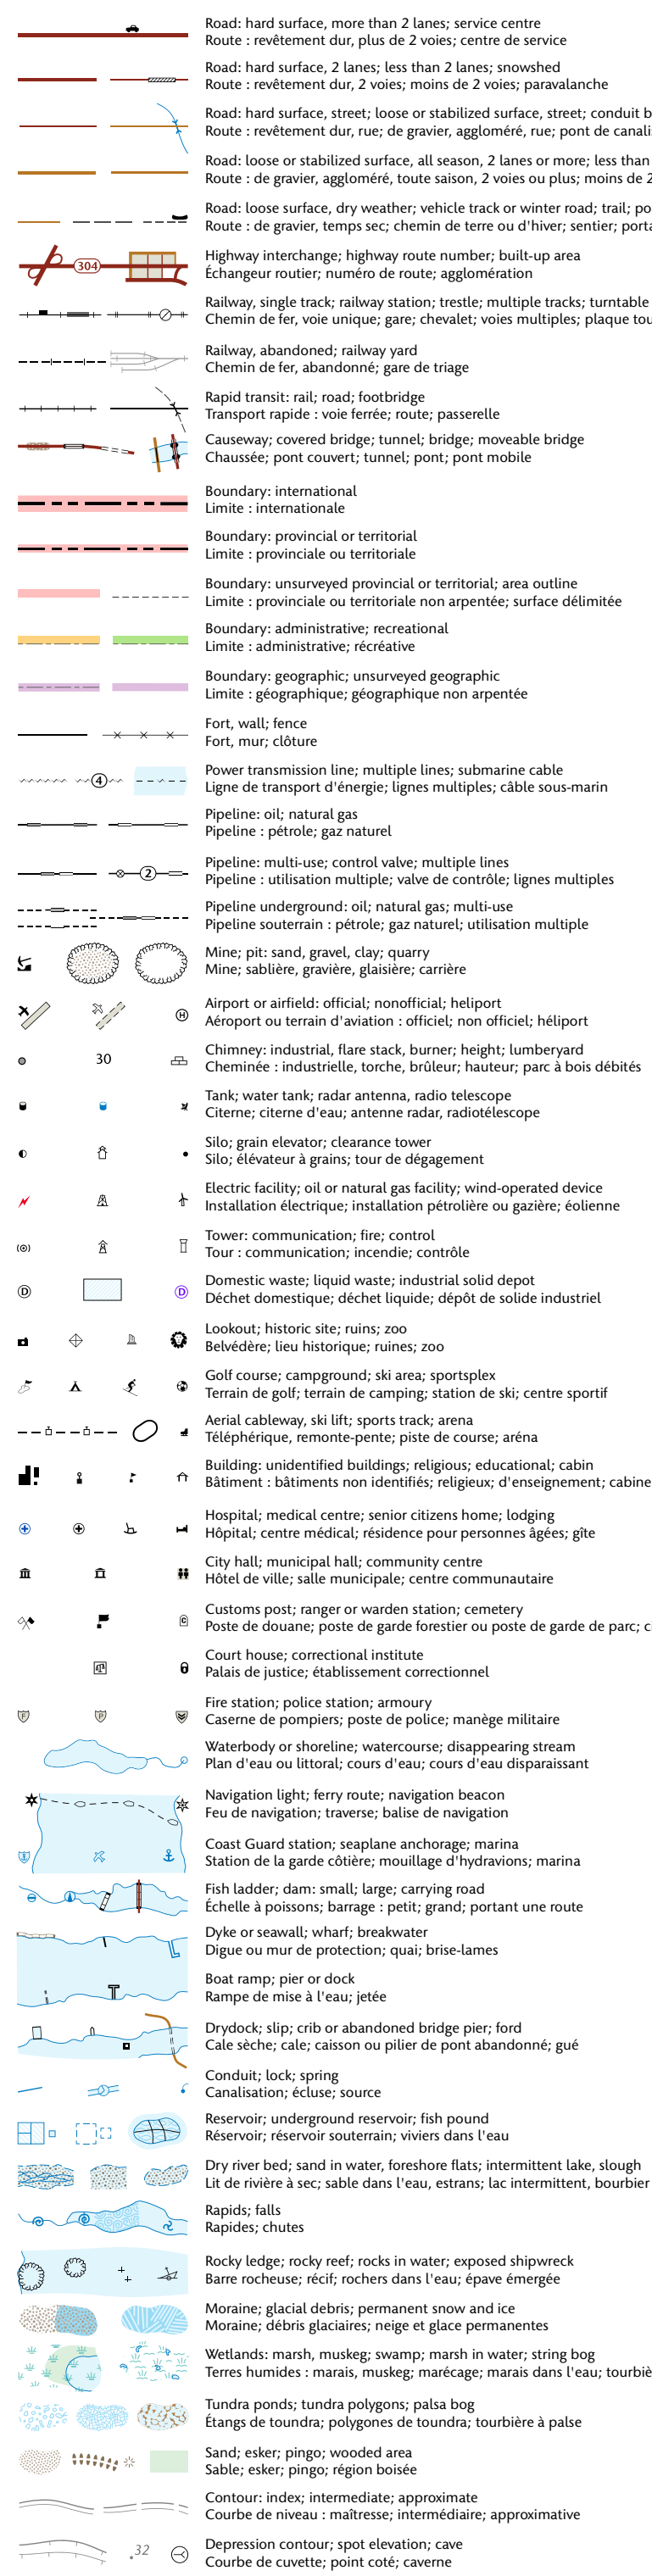 Road: hard surface, more than 2 lanes; service centre
Route : revêtement dur, plus de 2 voies; centre de service
Road: hard surface, 2 lanes; less than 2 lanes; snowshed
Route : revêtement dur, 2 voies; moins de 2 voies; paravalanche
Road: hard surface, street; loose or stabilized surface, street; conduit b
Route : revêtement dur, rue; de gravier, aggloméré, rue; pont de canalis
Road: loose or stabilized surface, all season, 2 lanes or more; less than
Route : de gravier, aggloméré, toute saison, 2 voies ou plus; moins de 2
Road: loose surface, dry weather; vehicle track or winter road; trail; po
Route : de gravier, temps sec; chemin de terre ou d'hiver; sentier; porta
304
Highway interchange; highway route number; built-up area
Échangeur routier; numéro de route; agglomération
Railway, single track; railway station; trestle; multiple tracks; turntable
Chemin de fer, voie unique; gare; chevalet; voies multiples; plaque tou
Railway, abandoned; railway yard
Chemin de fer, abandonné; gare de triage
Rapid transit: rail; road; footbridge
Transport rapide : voie ferrée; route; passerelle
Causeway; covered bridge; tunnel; bridge; moveable bridge
Chaussée; pont couvert; tunnel; pont; pont mobile
Boundary: international
Limite : internationale
Boundary: provincial or territorial
Limite : provinciale ou territoriale
Boundary: unsurveyed provincial or territorial; area outline
Limite : provinciale ou territoriale non arpentée; surface délimitée
Boundary: administrative; recreational
Limite : administrative; récréative
Boundary: geographic; unsurveyed geographic
Limite : géographique; géographique non arpentée
Fort, wall; fence
Fort, mur; clôture
4
Power transmission line; multiple lines; submarine cable
Ligne de transport d'énergie; lignes multiples; câble sous-marin
Pipeline: oil; natural gas
Pipeline : pétrole; gaz naturel
2
Pipeline: multi-use; control valve; multiple lines
Pipeline : utilisation multiple; valve de contrôle; lignes multiples
Pipeline underground: oil; natural gas; multi-use
Pipeline souterrain : pétrole; gaz naturel; utilisation multiple
Mine; pit: sand, gravel, clay; quarry
Mine; sablière, gravière, glaisière; carrière
H
Airport or airfield: official; nonofficial; heliport
Aéroport ou terrain d'aviation : officiel; non officiel; héliport
30
Chimney: industrial, flare stack, burner; height; lumberyard
Cheminée : industrielle, torche, brûleur; hauteur; parc à bois débités
Tank; water tank; radar antenna, radio telescope
Citerne; citerne d'eau; antenne radar, radiotélescope
Silo; grain elevator; clearance tower
Silo; élévateur à grains; tour de dégagement
Electric facility; oil or natural gas facility; wind-operated device
Installation électrique; installation pétrolière ou gazière; éolienne
Tower: communication; fire; control
Tour : communication; incendie; contrôle
D D
Domestic waste; liquid waste; industrial solid depot
Déchet domestique; déchet liquide; dépôt de solide industriel
Lookout; historic site; ruins; zoo
Belvédère; lieu historique; ruines; zoo
Golf course; campground; ski area; sportsplex
Terrain de golf; terrain de camping; station de ski; centre sportif
Aerial cableway, ski lift; sports track; arena
Téléphérique, remonte-pente; piste de course; aréna
Building: unidentified buildings; religious; educational; cabin
Bâtiment : bâtiments non identifiés; religieux; d'enseignement; cabine
Hospital; medical centre; senior citizens home; lodging
Hôpital; centre médical; résidence pour personnes âgées; gîte
City hall; municipal hall; community centre
Hôtel de ville; salle municipale; centre communautaire
C
Customs post; ranger or warden station; cemetery
Poste de douane; poste de garde forestier ou poste de garde de parc; ci
Court house; correctional institute
Palais de justice; établissement correctionnel
F P
Fire station; police station; armoury
Caserne de pompiers; poste de police; manège militaire
Waterbody or shoreline; watercourse; disappearing stream
Plan d'eau ou littoral; cours d'eau; cours d'eau disparaissant
Navigation light; ferry route; navigation beacon
Feu de navigation; traverse; balise de navigation
Coast Guard station; seaplane anchorage; marina
Station de la garde côtière; mouillage d'hydravions; marina
Fish ladder; dam: small; large; carrying road
Échelle à poissons; barrage : petit; grand; portant une route
Dyke or seawall; wharf; breakwater
Digue ou mur de protection; quai; brise-lames
Boat ramp; pier or dock
Rampe de mise à l'eau; jetée
Drydock; slip; crib or abandoned bridge pier; ford
Cale sèche; cale; caisson ou pilier de pont abandonné; gué
Conduit; lock; spring
Canalisation; écluse; source
Reservoir; underground reservoir; fish pound
Réservoir; réservoir souterrain; viviers dans l'eau
Dry river bed; sand in water, foreshore flats; intermittent lake, slough
Lit de rivière à sec; sable dans l'eau, estrans; lac intermittent, bourbier
Rapids; falls
Rapides; chutes
Rocky ledge; rocky reef; rocks in water; exposed shipwreck
Barre rocheuse; récif; rochers dans l'eau; épave émergée
Moraine; glacial debris; permanent snow and ice
Moraine; débris glaciaires; neige et glace permanentes
Wetlands: marsh, muskeg; swamp; marsh in water; string bog
Terres humides : marais, muskeg; marécage; marais dans l'eau; tourbiè
Tundra ponds; tundra polygons; palsa bog
Étangs de toundra; polygones de toundra; tourbière à palse
Sand; esker; pingo; wooded area
Sable; esker; pingo; région boisée
Contour: index; intermediate; approximate
Courbe de niveau : maîtresse; intermédiaire; approximative
32
Depression contour; spot elevation; cave
Courbe de cuvette; point coté; caverne